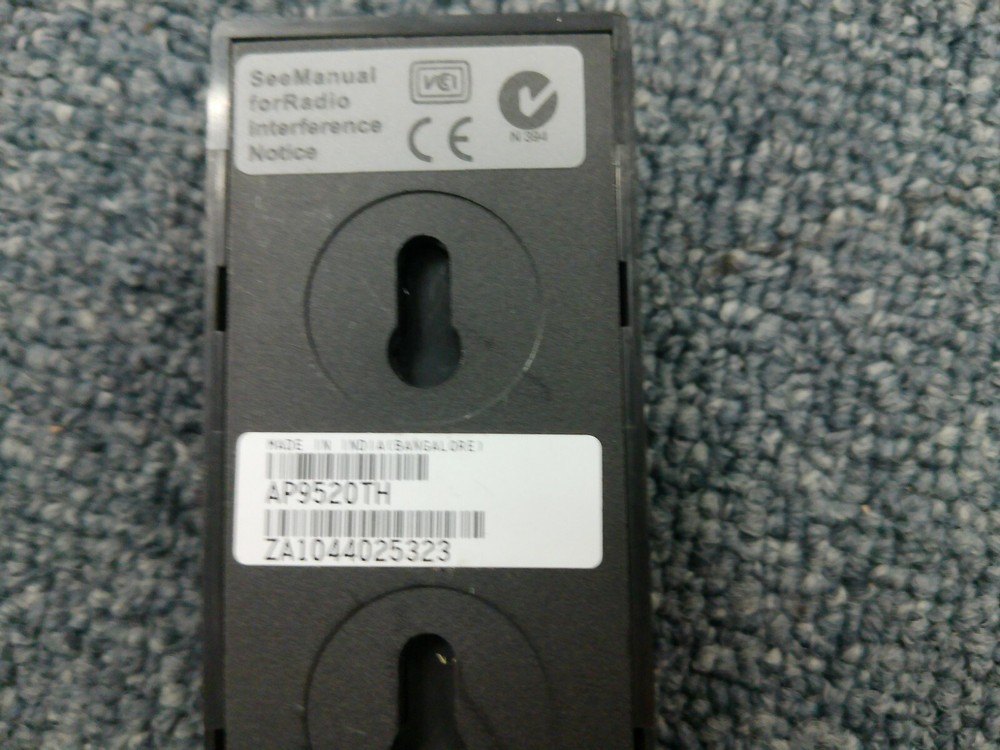 SeeManual
forRadio
Interference
Notice
VCI
CE
N 394
MADE IN INDIA(BANGALORE)
AP9520TH
ZA1044025323